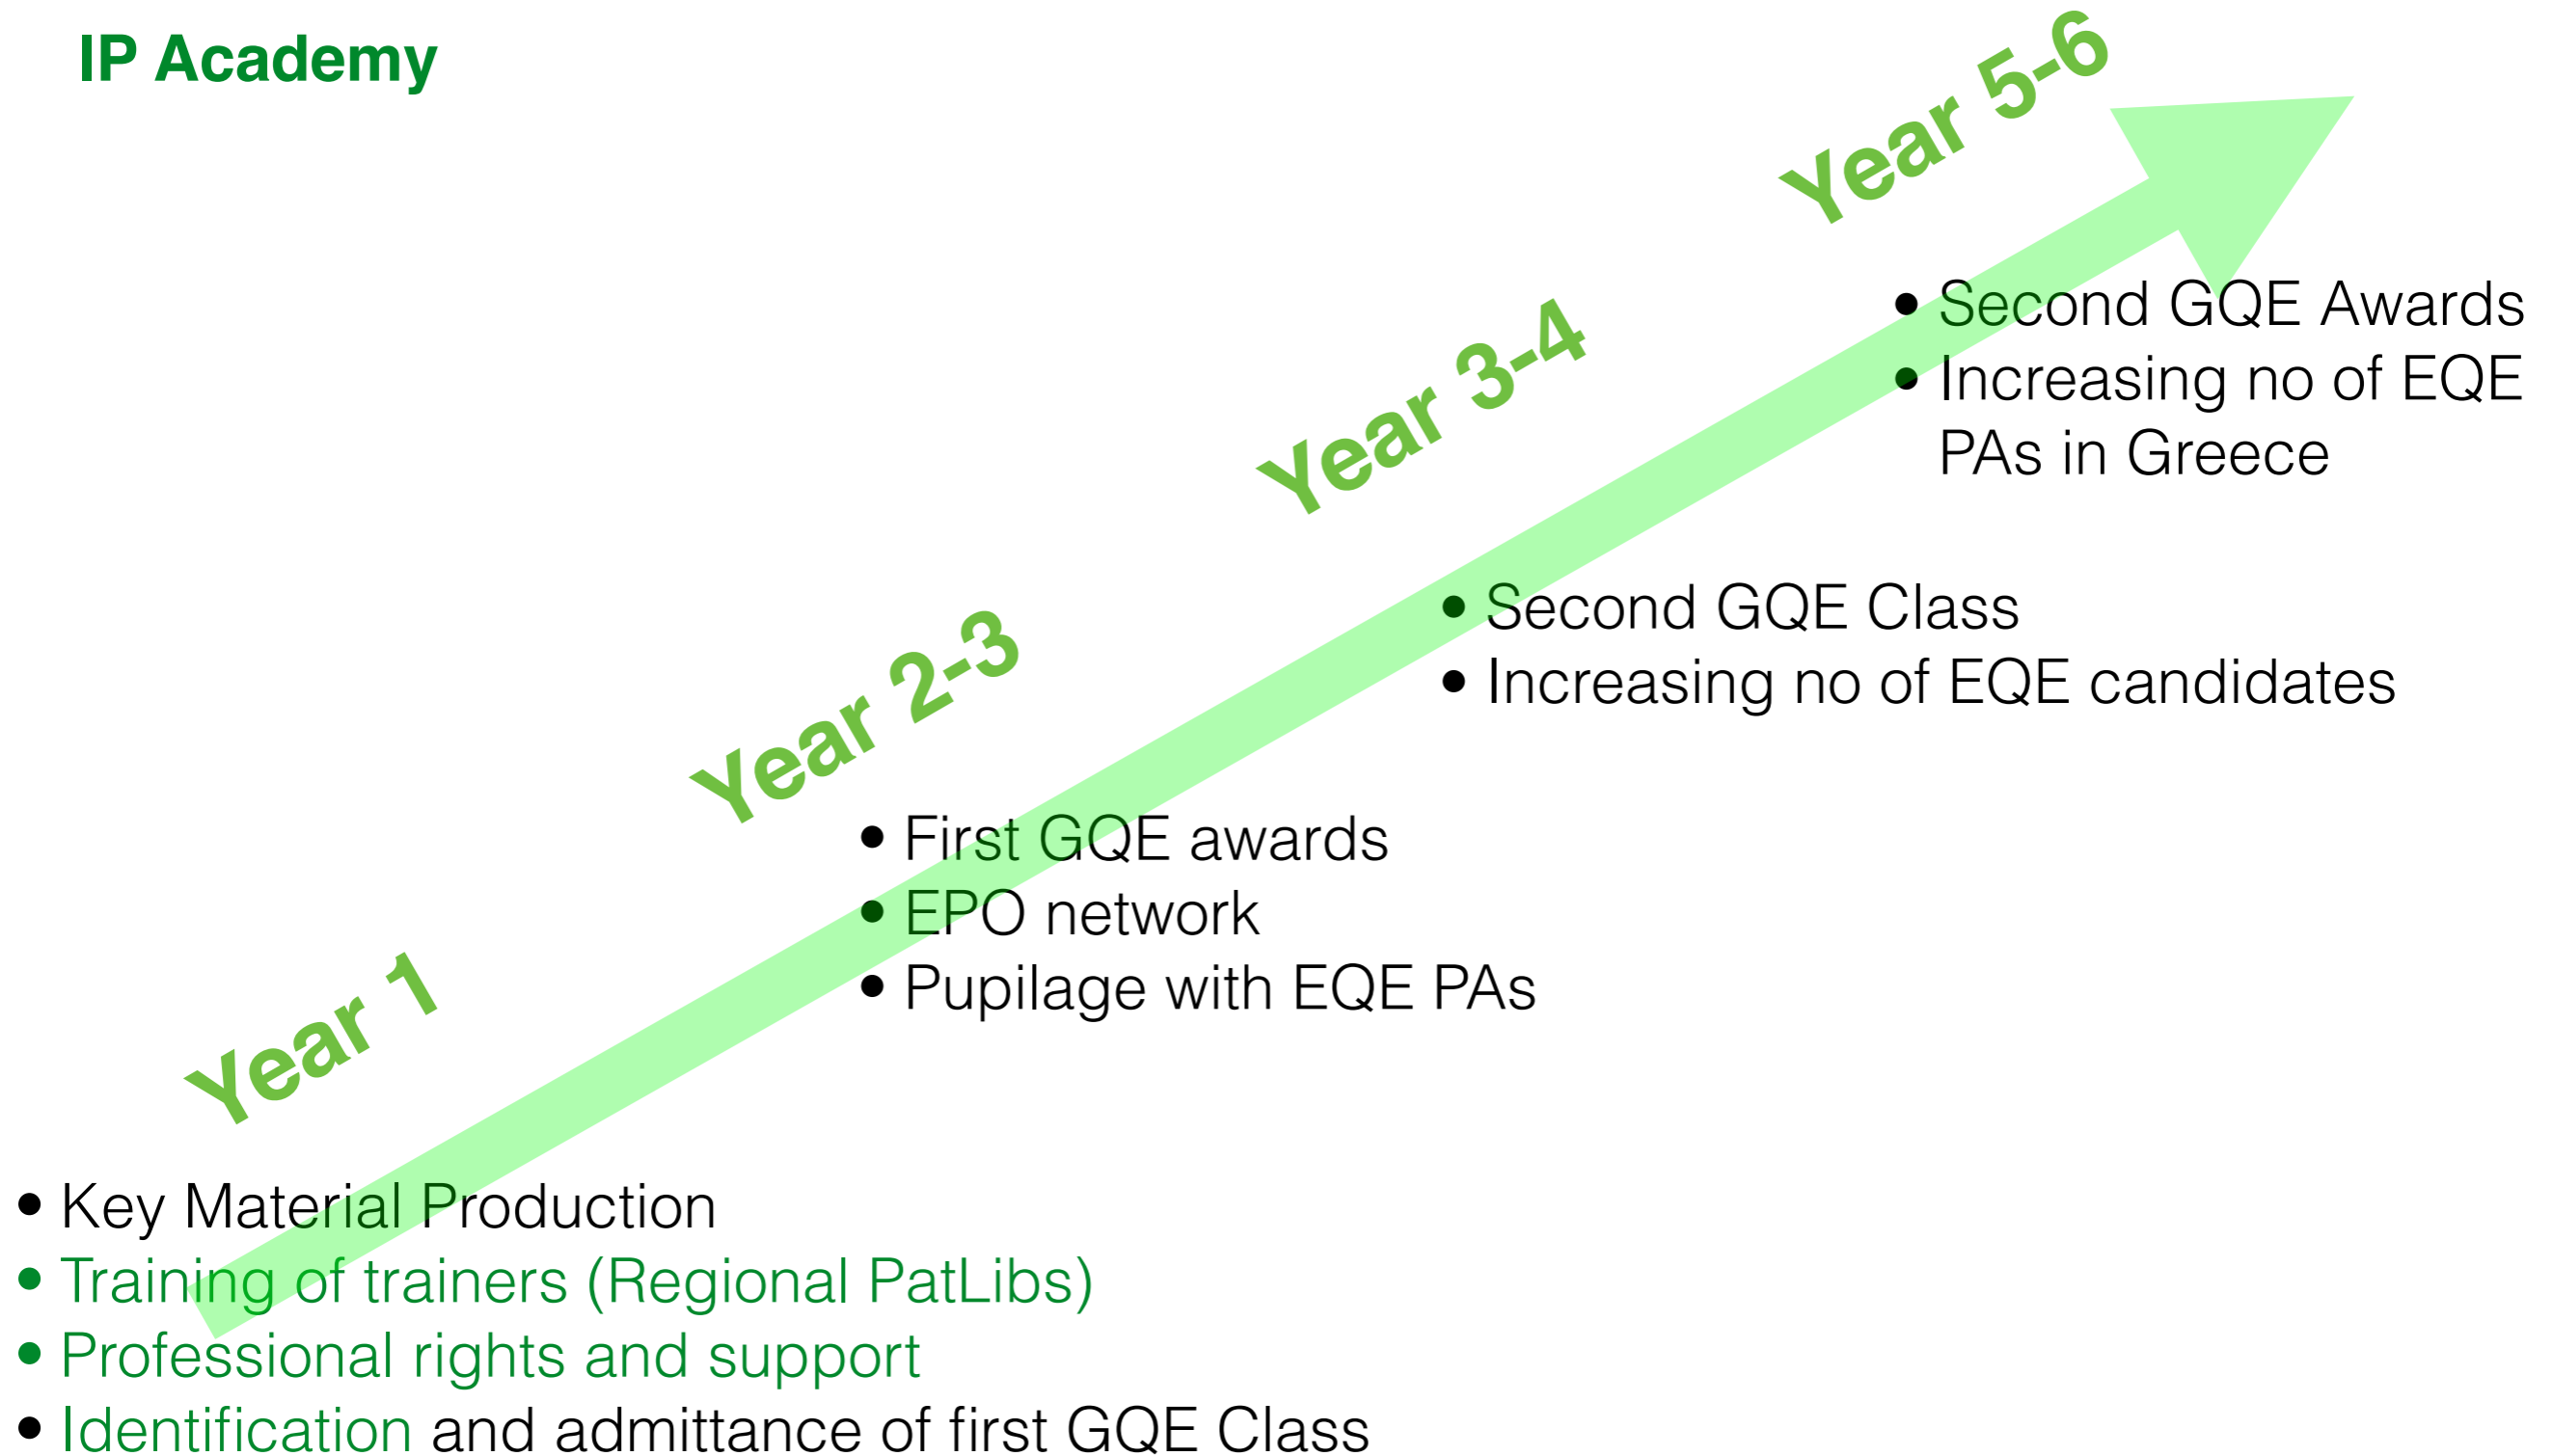 IP Academy
Year 1
• Key Material Production
• Training of trainers (Regional PatLibs)
• Professional rights and support
• Identification and admittance of first GQE Class
Year 2-3
• First GQE awards
• EPO network
• Pupilage with EQE PAs
Year 3-4
• Second GQE Class
• Increasing no of EQE candidates
Year 5-6
• Second GQE Awards
• Increasing no of EQE
PAs in Greece